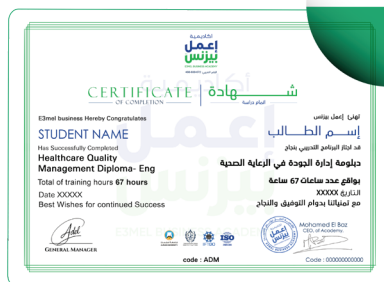 أكاديمية
إعمل
بيزنس
CERTIFICATE
OF COMPLETION
شهادة
إتمام دراسة
E3mel business Hereby Congratulates
تهنئ إعمل بيزنس
STUDENT NAME
إسم الطالب
Has Successfully Completed
قد اجتاز البرنامج التدريبي بنجاح
Healthcare Quality
Management Diploma- Eng
دبلومة إدارة الجودة في الرعاية الصحية
Total of training hours 67 hours
بواقع عدد ساعات 67 ساعة
Date XXXXX
التاريخ XXXXX
Best Wishes for continued Success
مع تمنياتنا بدوام التوفيق والنجاح
GENERAL MANAGER
ISO
Mohamed El Baz
CEO, of Academy
code : ADM
Code : 000000000000